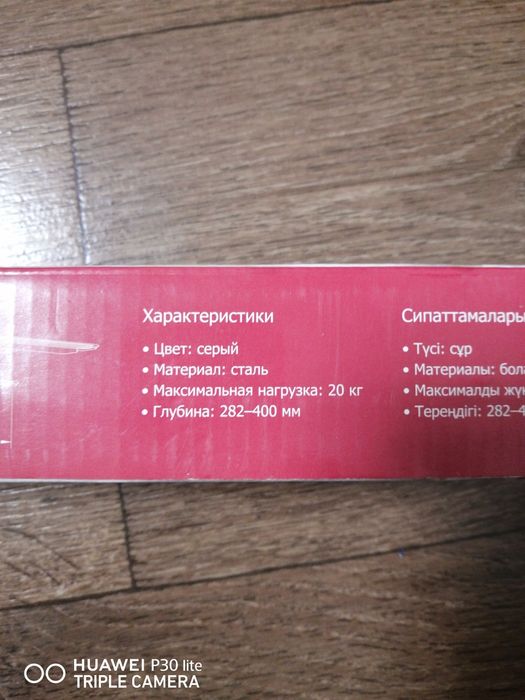 Характеристики
• Цвет: серый
• Материал: сталь
• Максимальная нагрузка: 20 кг
• Глубина: 282–400 мм
Сипаттамалары
• Түсі: сұр
• Материалы:
• Максималды
• Тереңдігі:
HUAWEI P30 lite
TRIPLE CAMERA